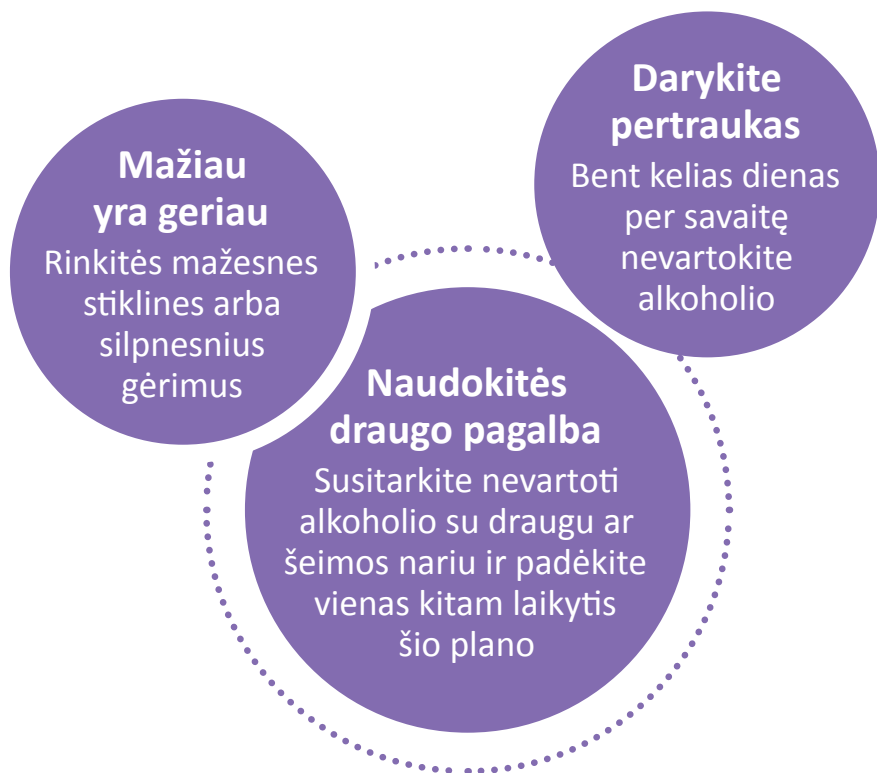 Mažiau
yra geriau
Rinkitės mažesnes
stiklines arba
silpnesnius
gėrimus
Darykite
pertraukas
Bent kelias dienas
per savaitę
nevartokite
alkoholio
Naudokitės
draugo pagalba
Susitarkite nevartoti
alkoholio su draugu ar
šeimos nariu ir padėkite
vienas kitam laikytis
šio plano